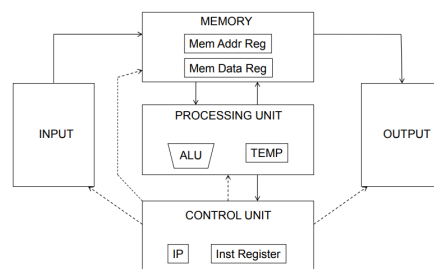 MEMORY
Mem Addr Reg
Mem Data Reg
INPUT
PROCESSING UNIT
ALU
TEMP
OUTPUT
CONTROL UNIT
IP
Inst Register